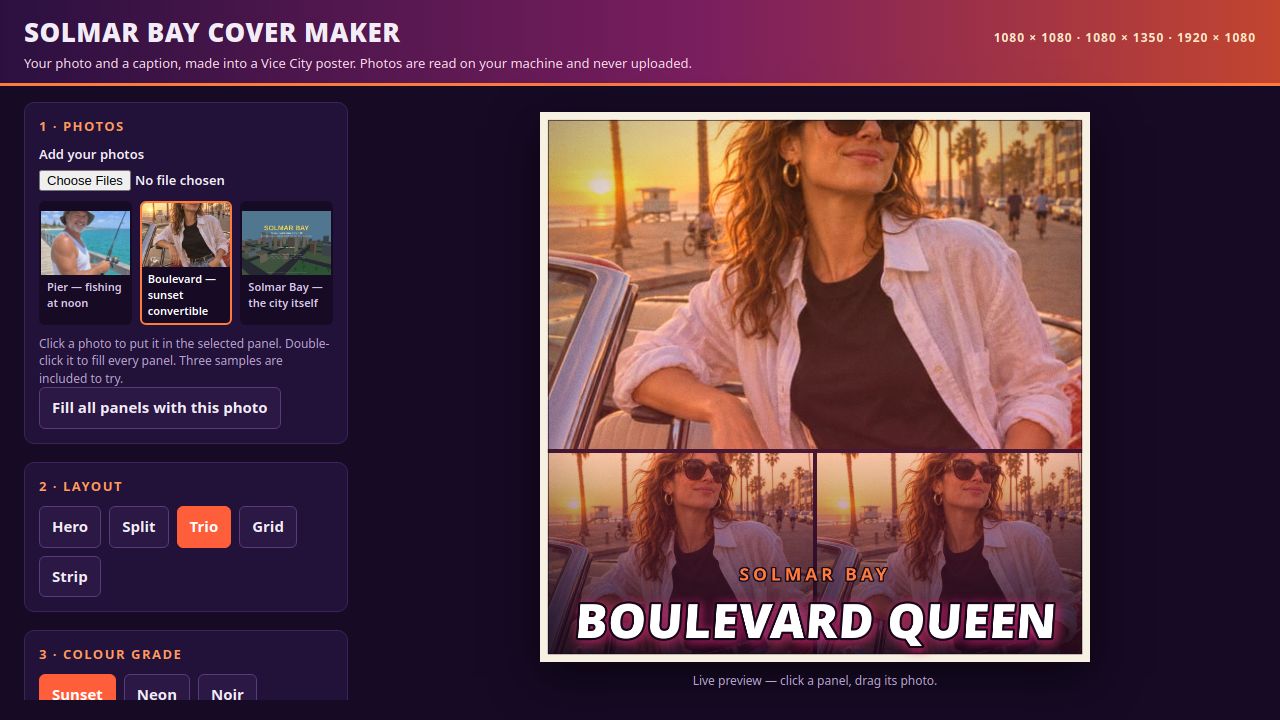 SOLMAR BAY COVER MAKER
1080 × 1080 · 1080 × 1350 · 1920 × 1080
Your photo and a caption, made into a Vice City poster. Photos are read on your machine and never uploaded.
1 · PHOTOS
Add your photos
Choose Files No file chosen
SOLMAR BAY
Pier — fishing
at noon
Boulevard —
sunset
convertible
Solmar Bay —
the city itself
Click a photo to put it in the selected panel. Double-
click it to fill every panel. Three samples are
included to try.
Fill all panels with this photo
2 · LAYOUT
Hero
Split
Trio
Grid
Strip
3 · COLOUR GRADE
Sunset
Neon
Noir
SOLMAR BAY
BOULEVARD QUEEN
Live preview — click a panel, drag its photo.